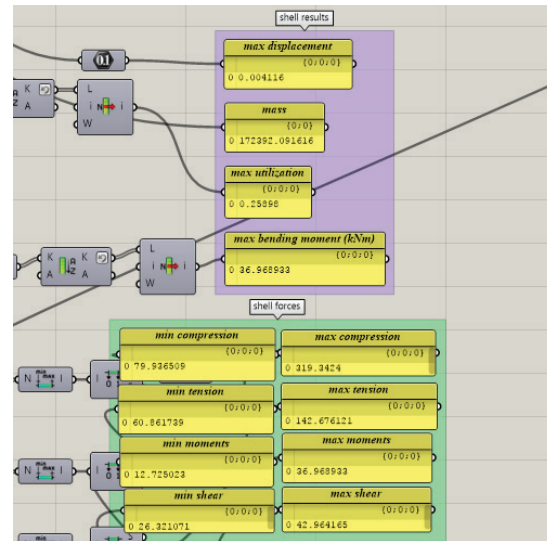 shell results
0.1
max displacement
{0;0;0}
0 0.004116
K
A
L
i N i
W
mass
{0;0;0}
0 172392.091616
max utilization
{0;0;0}
0 0.25898
max bending moment (kNm)
{0;0;0}
0 36.968933
K K
A A
L
i N i
W
shell forces
min compression
{0;0;0}
0 79.936509
max compression
{0;0;0}
0 319.3424
N min max I
min tension
{0;0;0}
0 60.861739
max tension
{0;0;0}
0 142.676121
min moments
{0;0;0}
0 12.725023
max moments
{0;0;0}
0 36.968933
N min max I
min shear
{0;0;0}
0 26.321071
max shear
{0;0;0}
0 42.964165